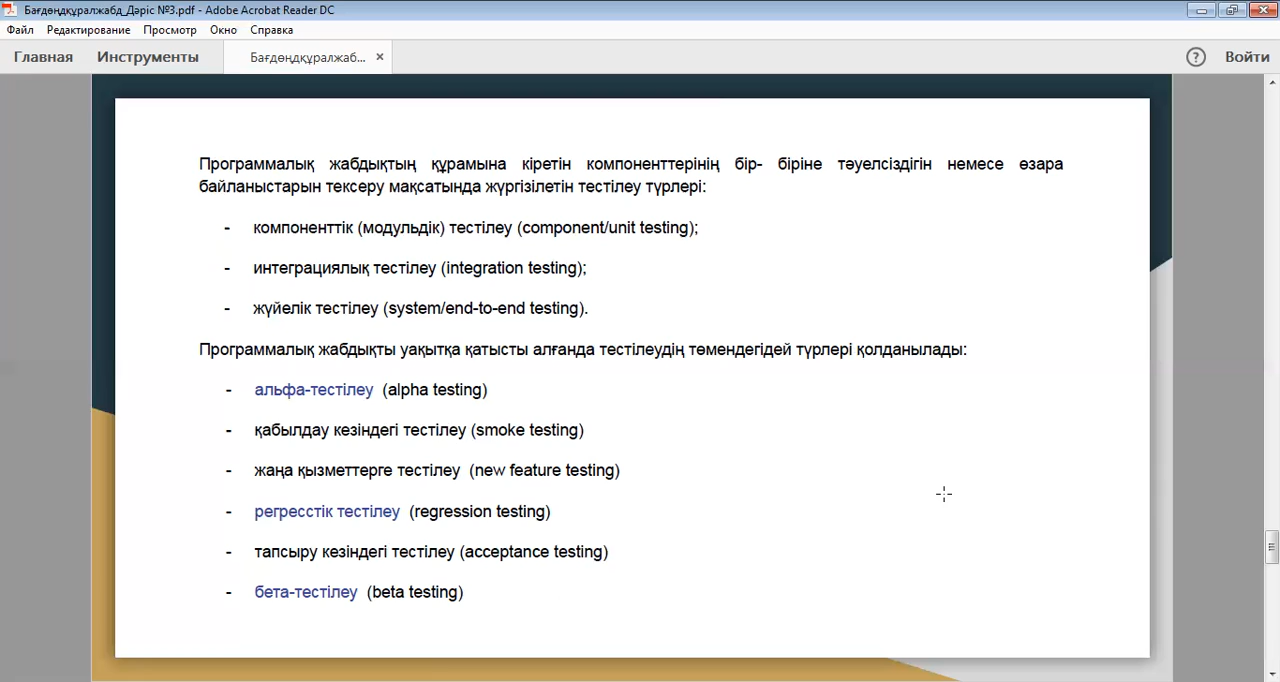 Бағдөңдқұралжабд_Дәріс №3.pdf - Adobe Acrobat Reader DC
Файл Редактирование Просмотр Окно Справка
Главная Инструменты Бағдөңдқұралжаб... × ? Войти
Программалық жабдықтың құрамына кіретін компоненттерінің бір- біріне тәуелсіздігін немесе өзара
байланыстарын тексеру мақсатында жүргізілетін тестілеу түрлері:
- компоненттік (модульдік) тестілеу (component/unit testing);
- интеграциялық тестілеу (integration testing);
- жүйелік тестілеу (system/end-to-end testing).
Программалық жабдықты уақытқа қатысты алғанда тестілеудің төмендегідей түрлері қолданылады:
- альфа-тестілеу (alpha testing)
- қабылдау кезіндегі тестілеу (smoke testing)
- жаңа қызметтерге тестілеу (new feature testing)
- регресстік тестілеу (regression testing)
- тапсыру кезіндегі тестілеу (acceptance testing)
- бета-тестілеу (beta testing)